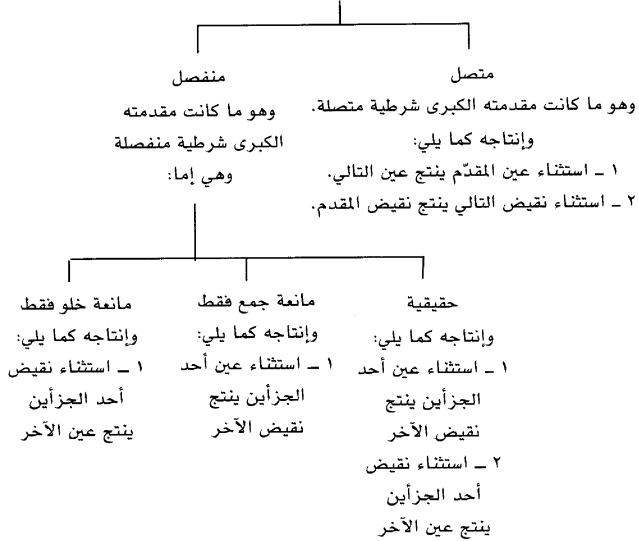 متصل
وهو ما كانت مقدمته الكبرى شرطية متصلة.
وإنتاجه كما يلي:
١ ـ استثناء عين المقدّم ينتج عين التالي.
٢ ـ استثناء نقيض التالي ينتج نقيض المقدم.
منفصل
وهو ما كانت مقدمته
الكبرى شرطية منفصلة
وهي إما:
حقيقية
وإنتاجه كما يلي:
١ ـ استثناء عين أحد
الجزأين ينتج
نقيض الآخر
٢ ـ استثناء نقيض
أحد الجزأين
ينتج عين الآخر
مانعة جمع فقط
وإنتاجه كما يلي:
١ ـ استثناء عين أحد
الجزأين ينتج
نقيض الآخر
مانعة خلو فقط
وإنتاجه كما يلي:
١ ـ استثناء نقيض
أحد الجزأين
ينتج عين الآخر